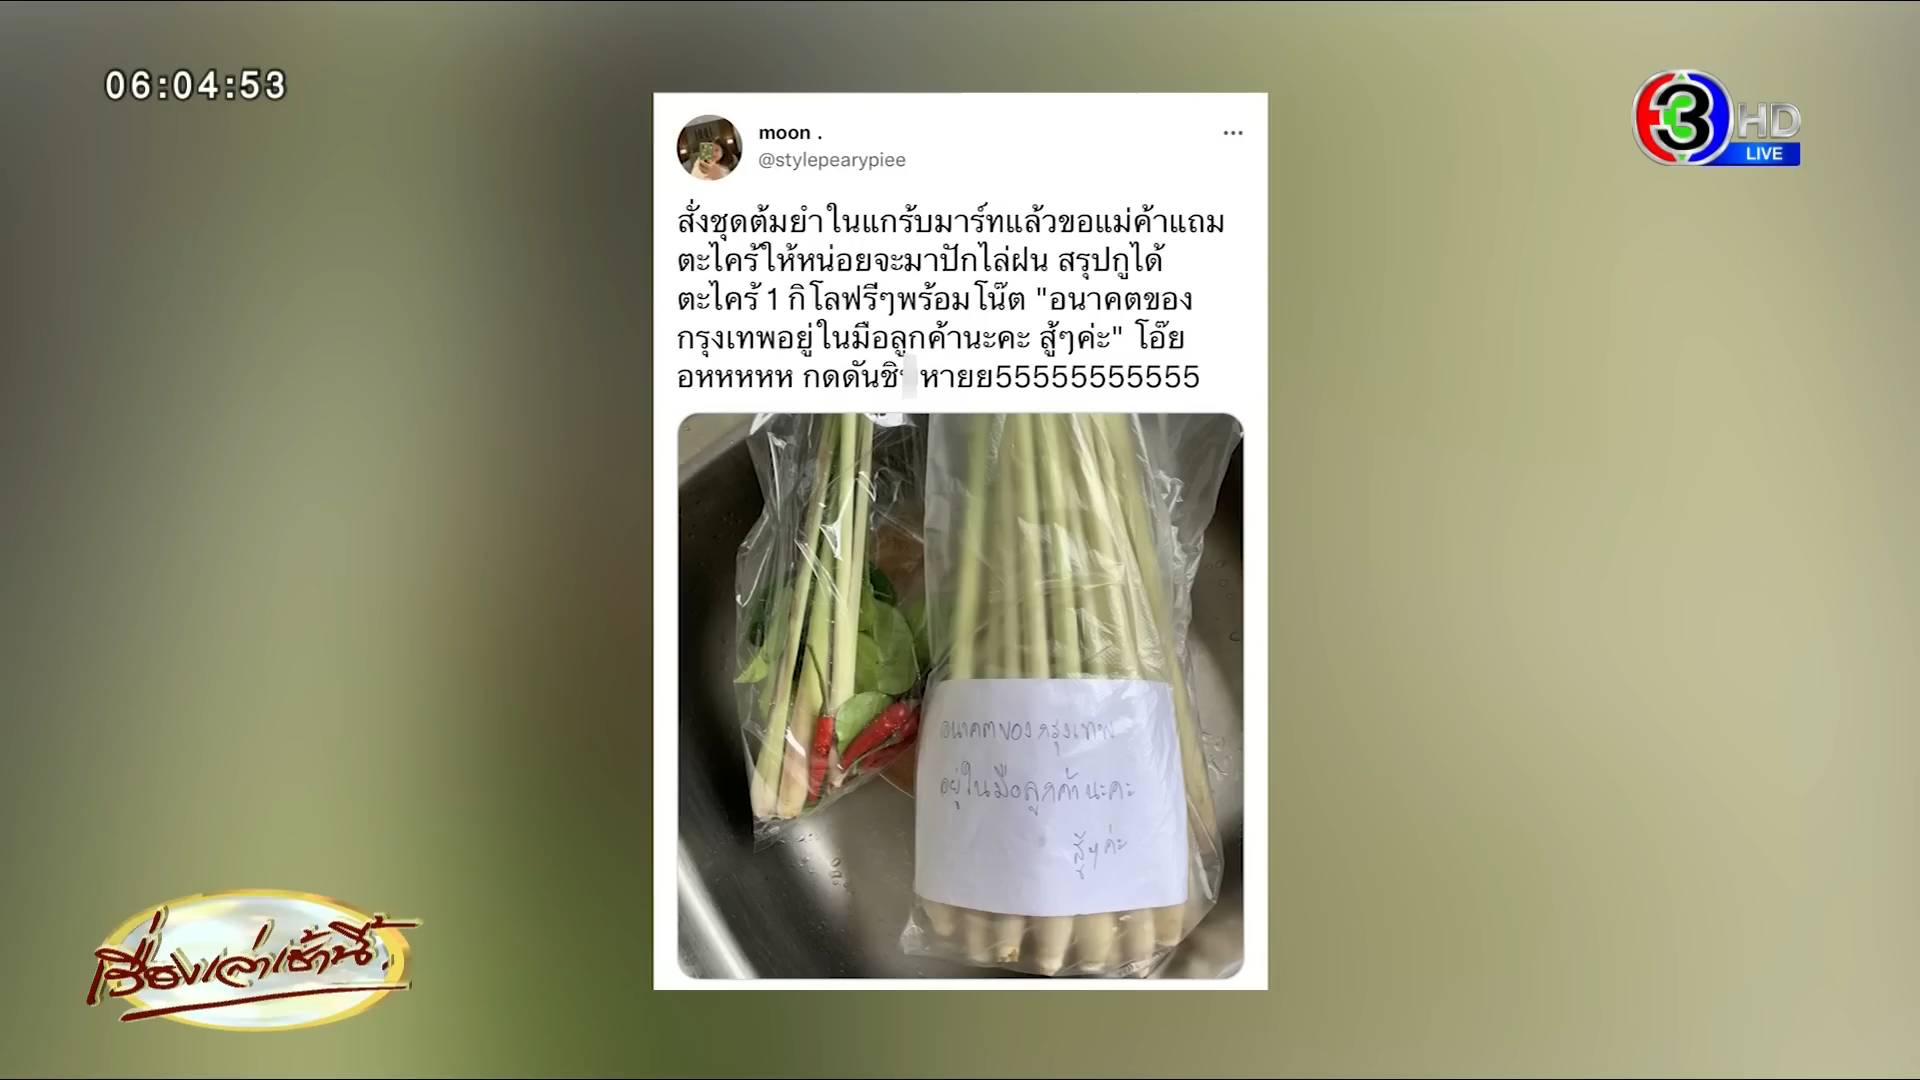 06:04:53
3 HD
LIVE
moon .
@stylepearypiee
สั่งชุดต้มยำในแกร้บมาร์ทแล้วขอแม่ค้าแถม
ตะไคร้ให้หน่อยจะมาปักไล่ฝน สรุปกูได้
ตะไคร้ 1 กิโลฟรีๆพร้อมโน๊ต "อนาคตของ
กรุงเทพอยู่ในมือลูกค้านะคะ สู้ๆค่ะ" โอ๊ย
อหหหหห กดดันชิ หายย55555555555
อนาคตของกรุงเทพ
อยู่ในมือลูกค้านะคะ
สู้ๆค่ะ
เรื่องเล่าเช้านี้